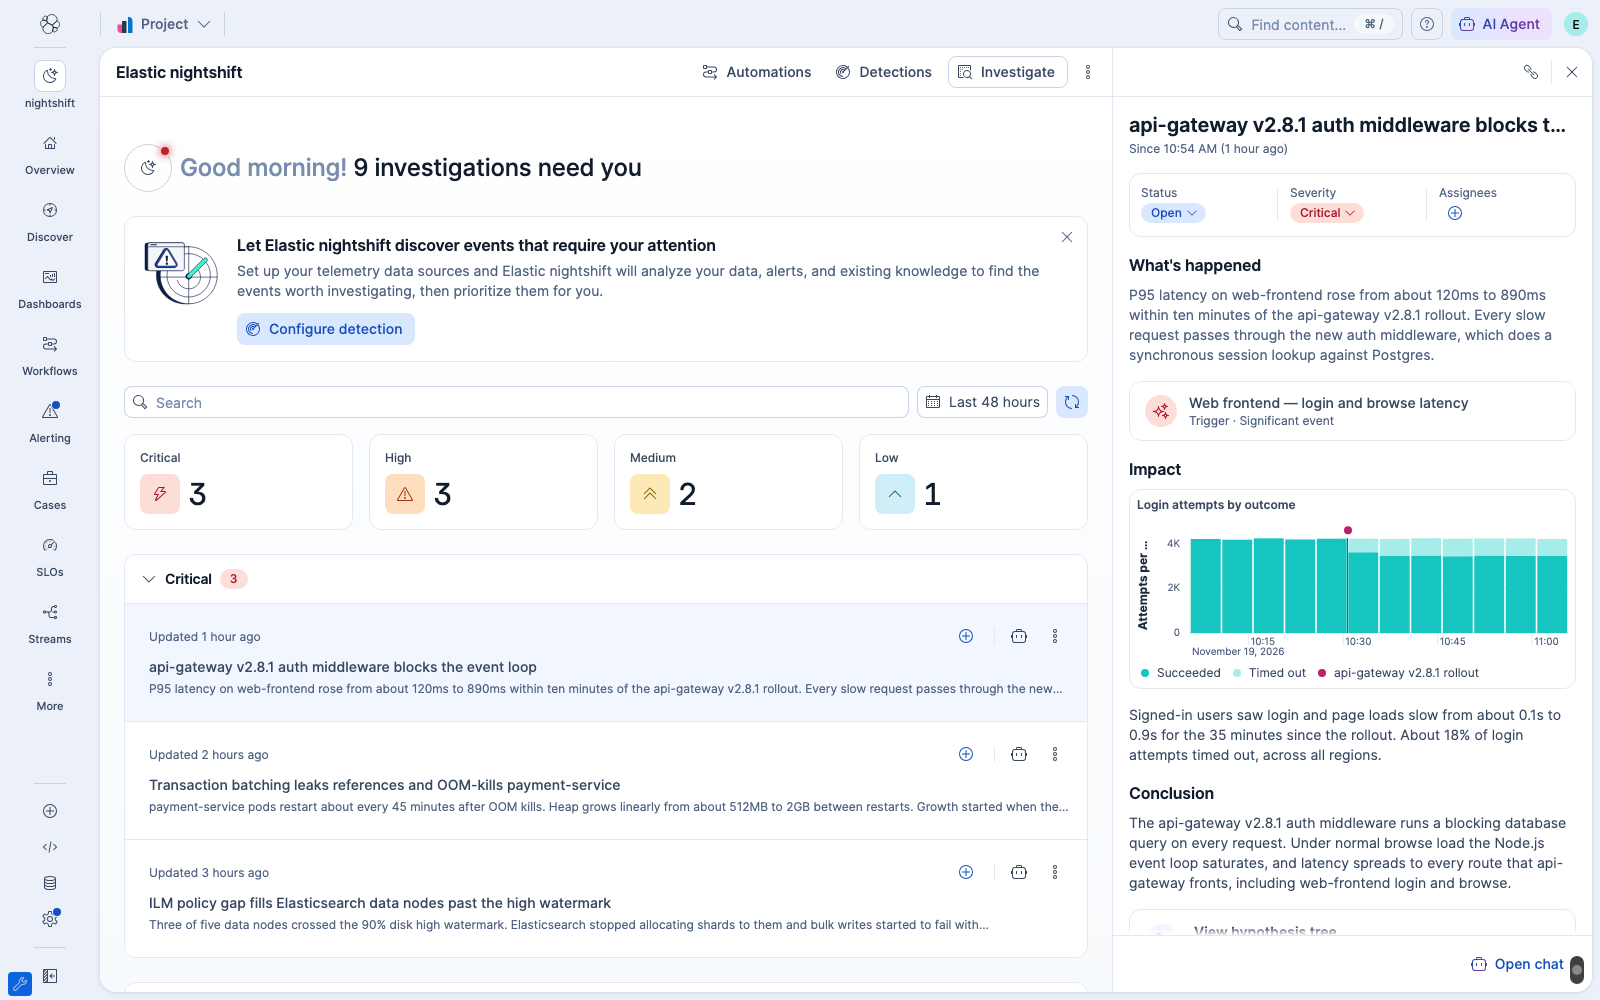 Project
Find content...
⌘ /
AI Agent
E
nightshift
Overview
Discover
Dashboards
Workflows
Alerting
Cases
SLOs
Streams
More
Elastic nightshift
Automations
Detections
Investigate
Good morning! 9 investigations need you
Let Elastic nightshift discover events that require your attention
Set up your telemetry data sources and Elastic nightshift will analyze your data, alerts, and existing knowledge to find the
events worth investigating, then prioritize them for you.
Configure detection
Search
Last 48 hours
Critical
3
High
3
Medium
2
Low
1
Critical 3
Updated 1 hour ago
api-gateway v2.8.1 auth middleware blocks the event loop
P95 latency on web-frontend rose from about 120ms to 890ms within ten minutes of the api-gateway v2.8.1 rollout. Every slow request passes through the new...
Updated 2 hours ago
Transaction batching leaks references and OOM-kills payment-service
payment-service pods restart about every 45 minutes after OOM kills. Heap grows linearly from about 512MB to 2GB between restarts. Growth started when the...
Updated 3 hours ago
ILM policy gap fills Elasticsearch data nodes past the high watermark
Three of five data nodes crossed the 90% disk high watermark. Elasticsearch stopped allocating shards to them and bulk writes started to fail with...
api-gateway v2.8.1 auth middleware blocks t...
Since 10:54 AM (1 hour ago)
Status
Open
Severity
Critical
Assignees
What's happened
P95 latency on web-frontend rose from about 120ms to 890ms
within ten minutes of the api-gateway v2.8.1 rollout. Every slow
request passes through the new auth middleware, which does a
synchronous session lookup against Postgres.
Web frontend — login and browse latency
Trigger · Significant event
Impact
Login attempts by outcome
Attempts per ...
4K
2K
0
10:15
10:30
10:45
11:00
November 19, 2026
Succeeded
Timed out
api-gateway v2.8.1 rollout
Signed-in users saw login and page loads slow from about 0.1s to
0.9s for the 35 minutes since the rollout. About 18% of login
attempts timed out, across all regions.
Conclusion
The api-gateway v2.8.1 auth middleware runs a blocking database
query on every request. Under normal browse load the Node.js
event loop saturates, and latency spreads to every route that api-
gateway fronts, including web-frontend login and browse.
View hypothesis tree
Open chat